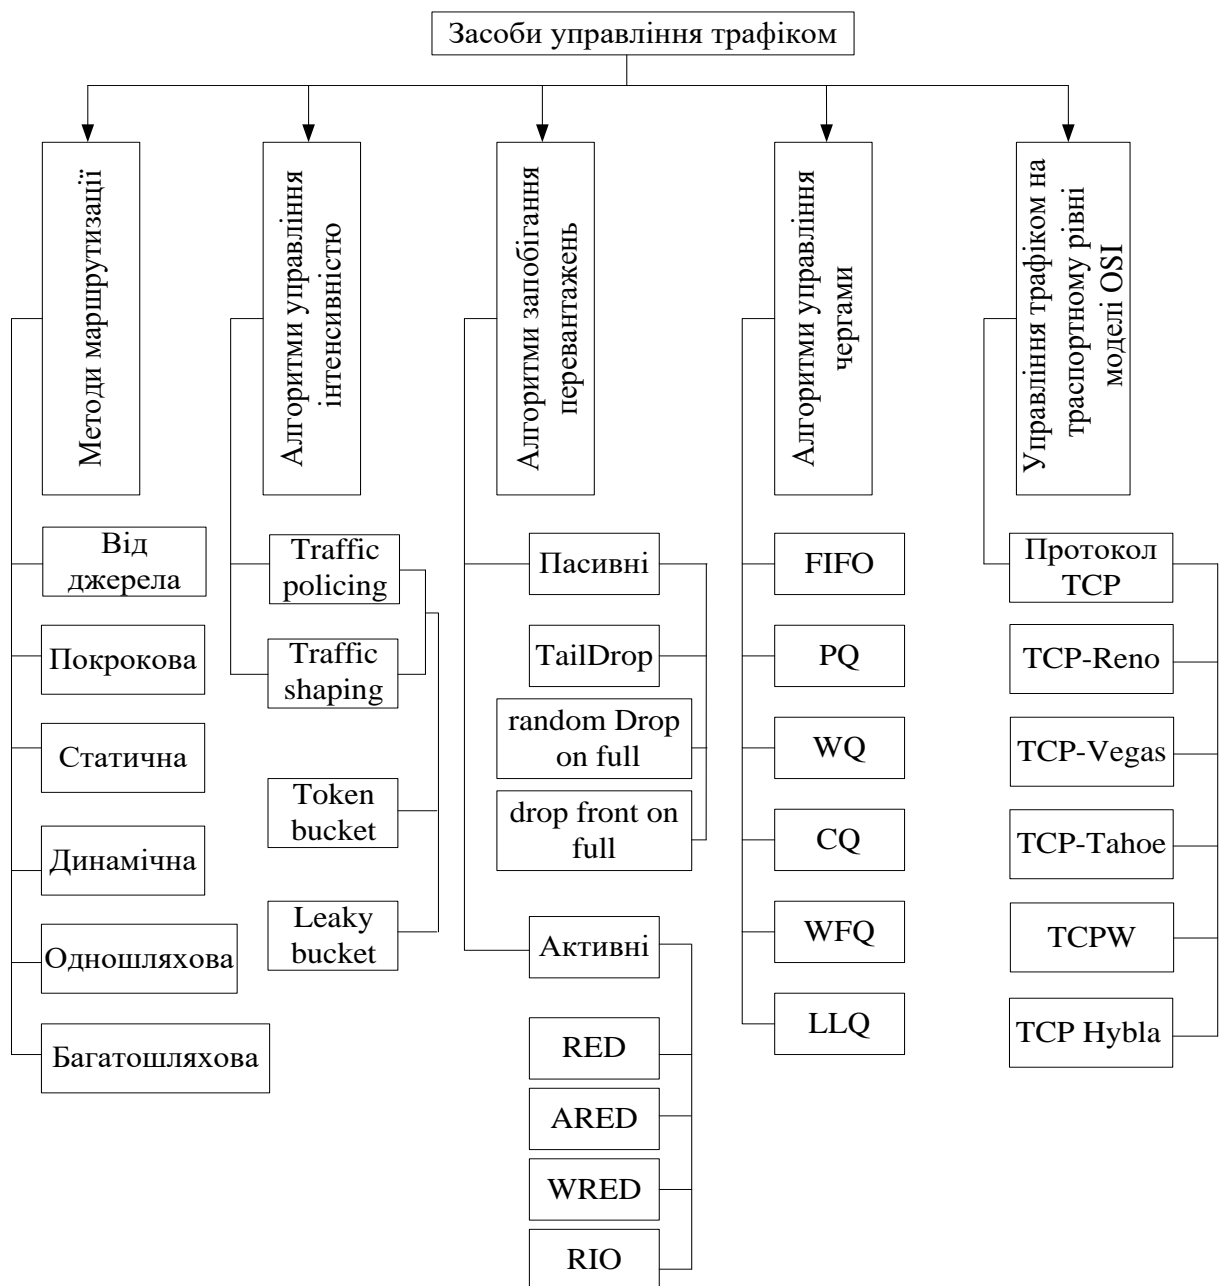 Засоби управління трафіком
Методи маршрутизації
Алгоритми управління
інтенсивністю
Алгоритми запобігання
перевантажень
Алгоритми управління
чергами
Управління трафіком на
траспортному рівні
моделі OSI
Від
джерела
Покрокова
Статична
Динамічна
Одношляхова
Багатошляхова
Traffic
policing
Traffic
shaping
Token
bucket
Leaky
bucket
Пасивні
TailDrop
random Drop
on full
drop front on
full
Активні
RED
ARED
WRED
RIO
FIFO
PQ
WQ
CQ
WFQ
LLQ
Протокол
TCP
TCP-Reno
TCP-Vegas
TCP-Tahoe
TCPW
TCP Hybla